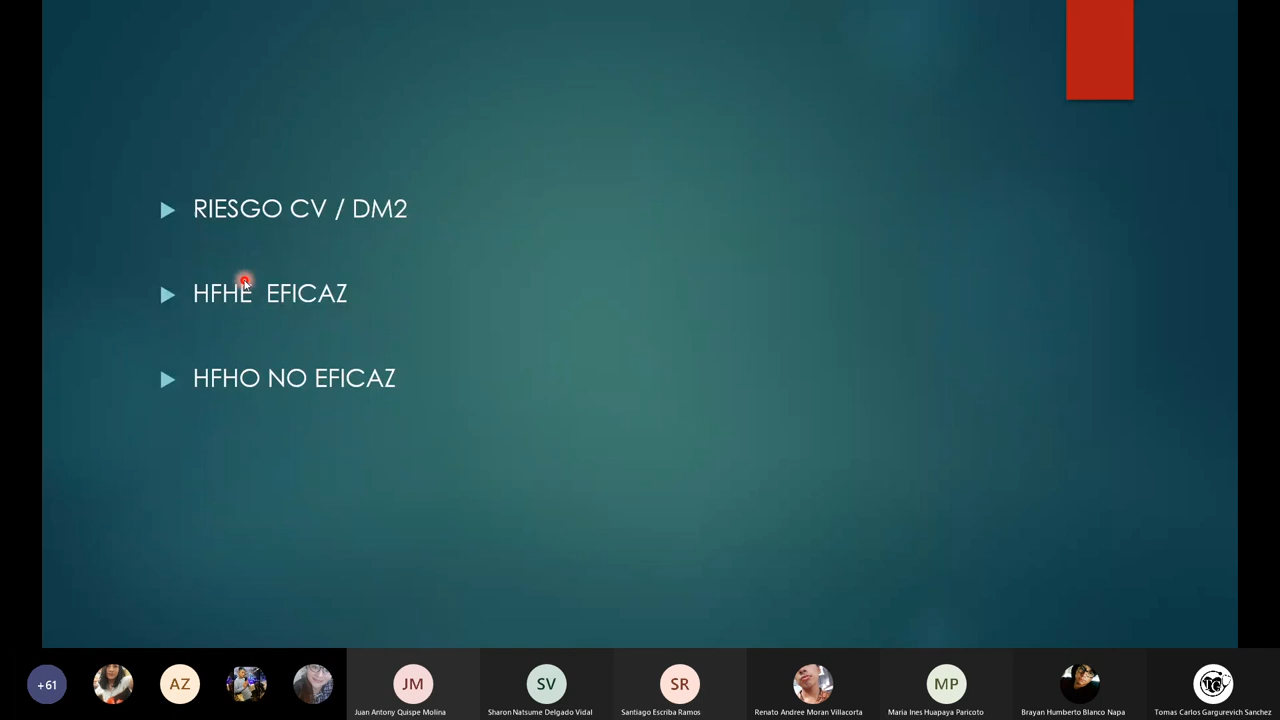 RIESGO CV / DM2
HFHE EFICAZ
HFHO NO EFICAZ
+61
AZ
JM
SV
SR
MP
Juan Antony Quispe Molina
Sharon Natsume Delgado Vidal
Santiago Escriba Ramos
Renato Andree Moran Villacorta
Maria Ines Huapaya Paricoto
Brayan Humberto Blanco Napa
Tomas Carlos Gargurevich Sanchez